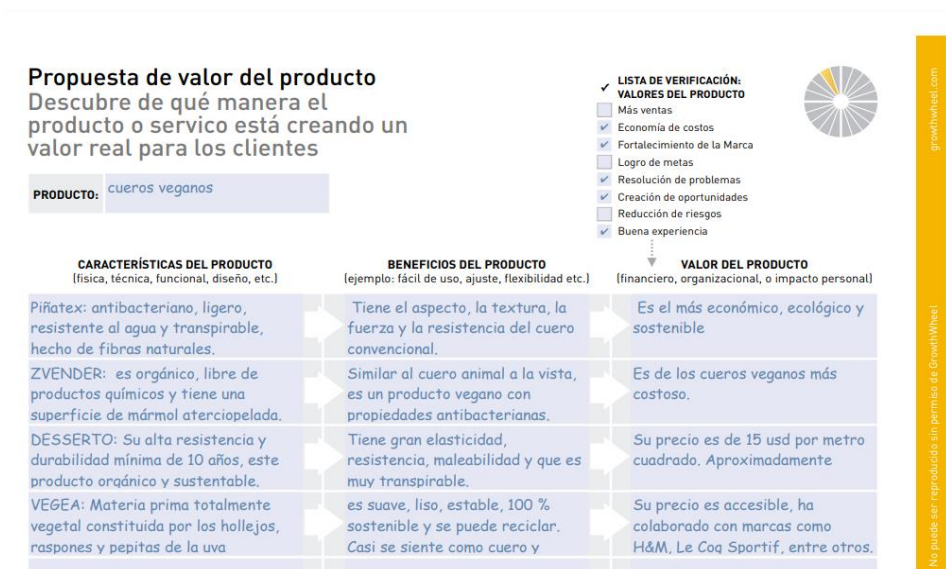 Propuesta de valor del producto
Descubre de qué manera el
producto o servico está creando un
valor real para los clientes
PRODUCTO: cueros veganos
✓ LISTA DE VERIFICACIÓN:
VALORES DEL PRODUCTO
Más ventas
✓ Economía de costos
✓ Fortalecimiento de la Marca
Logro de metas
✓ Resolución de problemas
✓ Creación de oportunidades
Reducción de riesgos
✓ Buena experiencia
CARACTERÍSTICAS DEL PRODUCTO
(física, técnica, funcional, diseño, etc.)
BENEFICIOS DEL PRODUCTO
(ejemplo: fácil de uso, ajuste, flexibilidad etc.)
VALOR DEL PRODUCTO
(financiero, organizacional, o impacto personal)
Piñatex: antibacteriano, ligero,
resistente al agua y transpirable,
hecho de fibras naturales.
Tiene el aspecto, la textura, la
fuerza y la resistencia del cuero
convencional.
Es el más económico, ecológico y
sostenible
ZVENDER: es orgánico, libre de
productos químicos y tiene una
superficie de mármol aterciopelada.
Similar al cuero animal a la vista,
es un producto vegano con
propiedades antibacterianas.
Es de los cueros veganos más
costoso.
DESSERTO: Su alta resistencia y
durabilidad mínima de 10 años, este
producto orgánico y sustentable.
Tiene gran elasticidad,
resistencia, maleabilidad y que es
muy transpirable.
Su precio es de 15 usd por metro
cuadrado. Aproximadamente
VEGEA: Materia prima totalmente
vegetal constituida por los hollejos,
raspones y pepitas de la uva
es suave, liso, estable, 100 %
sostenible y se puede reciclar.
Casi se siente como cuero y
Su precio es accesible, ha
colaborado con marcas como
H&M, Le Coq Sportif, entre otros.
growthwheel.com
No puede ser reproducido sin permiso de GrowthWheel